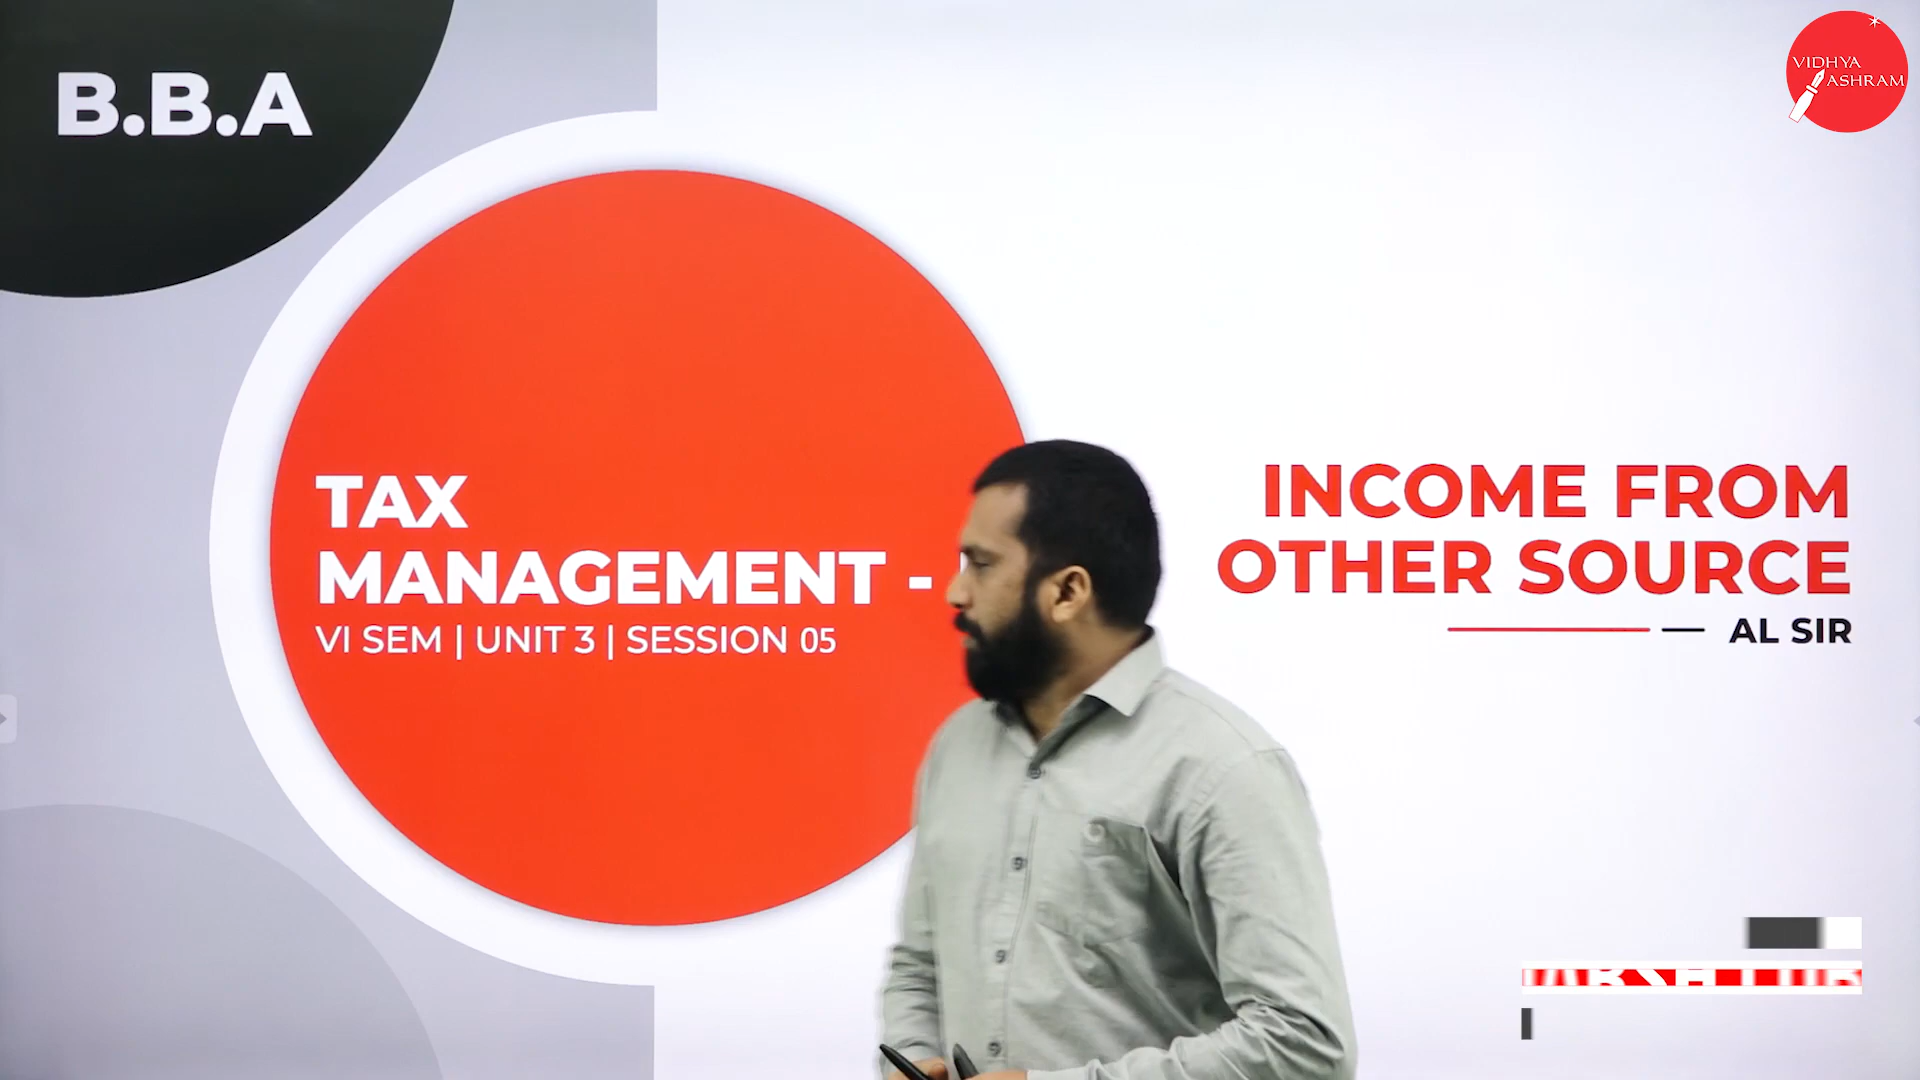 B.B.A
VIDHYA
ASHRAM
TAX
MANAGEMENT -
VI SEM | UNIT 3 | SESSION 05
INCOME FROM
OTHER SOURCE
AL SIR